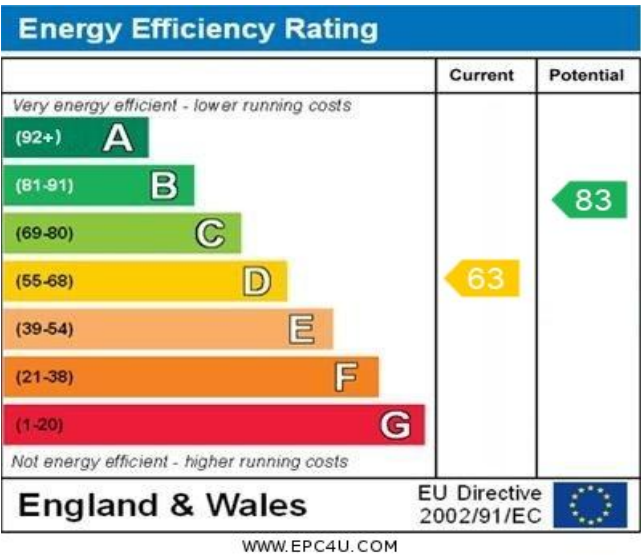 Energy Efficiency Rating
Current Potential
Very energy efficient - lower running costs
(92+) A
(81-91) B
83
(69-80) C
(55-68) D
63
(39-54) E
(21-38) F
(1-20) G
Not energy efficient - higher running costs
England & Wales
EU Directive
2002/91/EC
WWW.EPC4U.COM